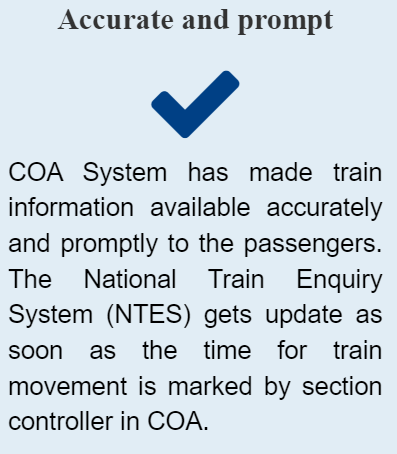 Accurate and prompt
COA System has made train
information available accurately
and promptly to the passengers.
The National Train Enquiry
System (NTES) gets update as
soon as the time for train
movement is marked by section
controller in COA.